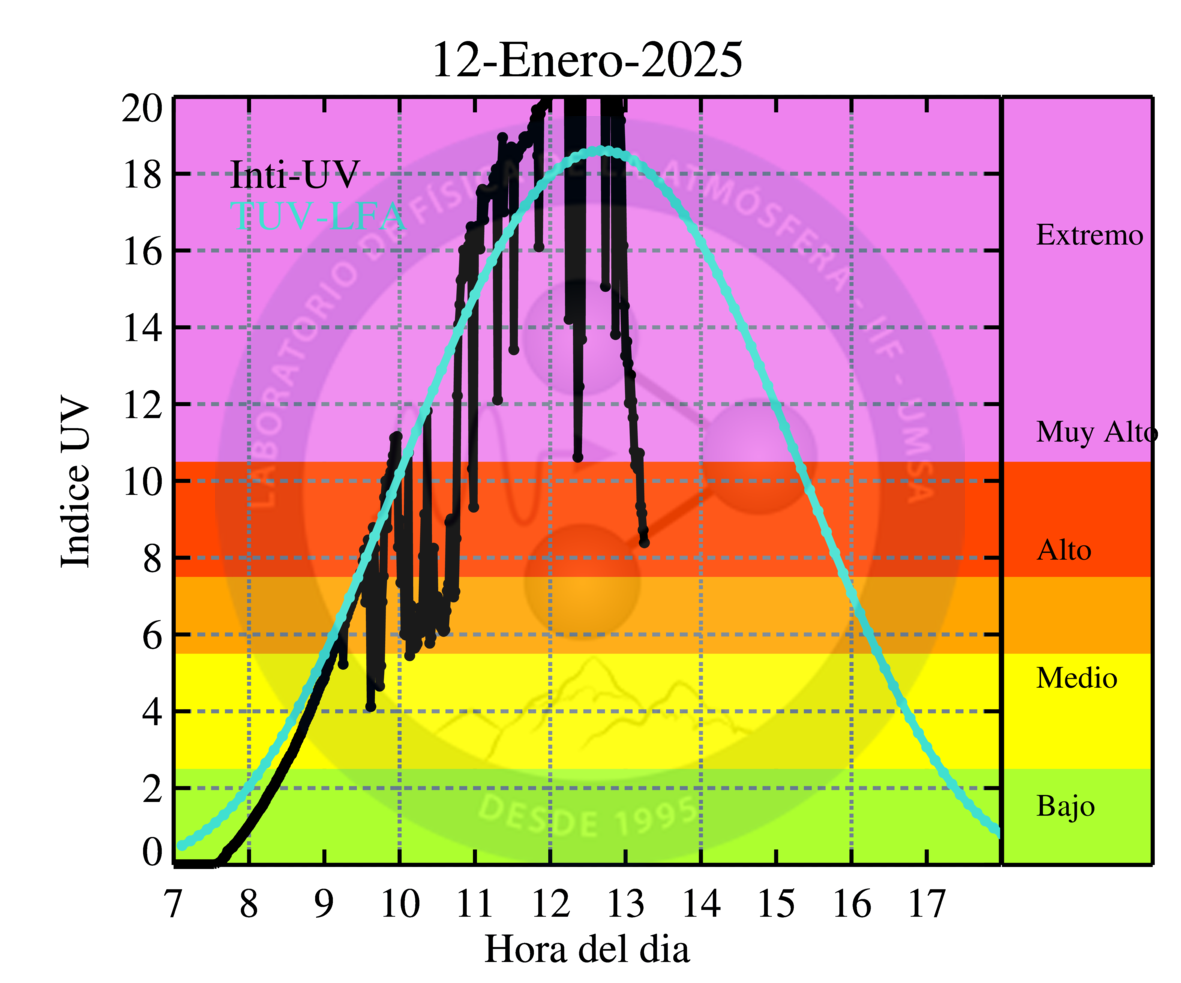 12-Enero-2025
Indice UV
20
18
16
14
12
10
8
6
4
2
0
Inti-UV
TUV-LFA
LABORATORIO DE FÍSICA DE LA ATMÓSFERA - IIF - UMSA
DESDE 1995
Extremo
Muy Alto
Alto
Medio
Bajo
7 8 9 10 11 12 13 14 15 16 17
Hora del dia